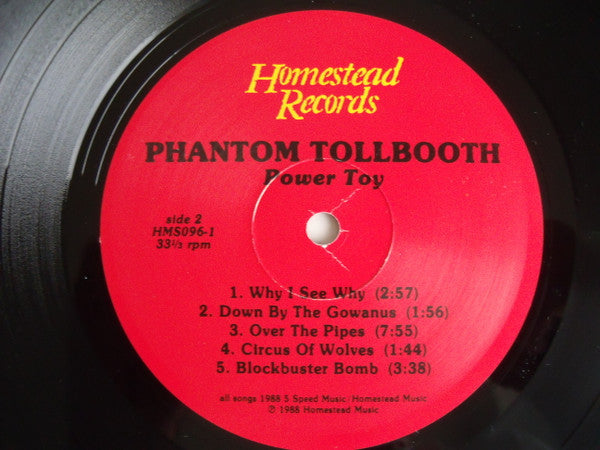 Homestead
Records
PHANTOM TOLLBOOTH
Power Toy
side 2
HMS096-1
33⅓ rpm
1. Why I See Why (2:57)
2. Down By The Gowanus (1:56)
3. Over The Pipes (7:55)
4. Circus Of Wolves (1:44)
5. Blockbuster Bomb (3:38)
all songs 1988 5 Speed Music/Homestead Music
℗ 1988 Homestead Music